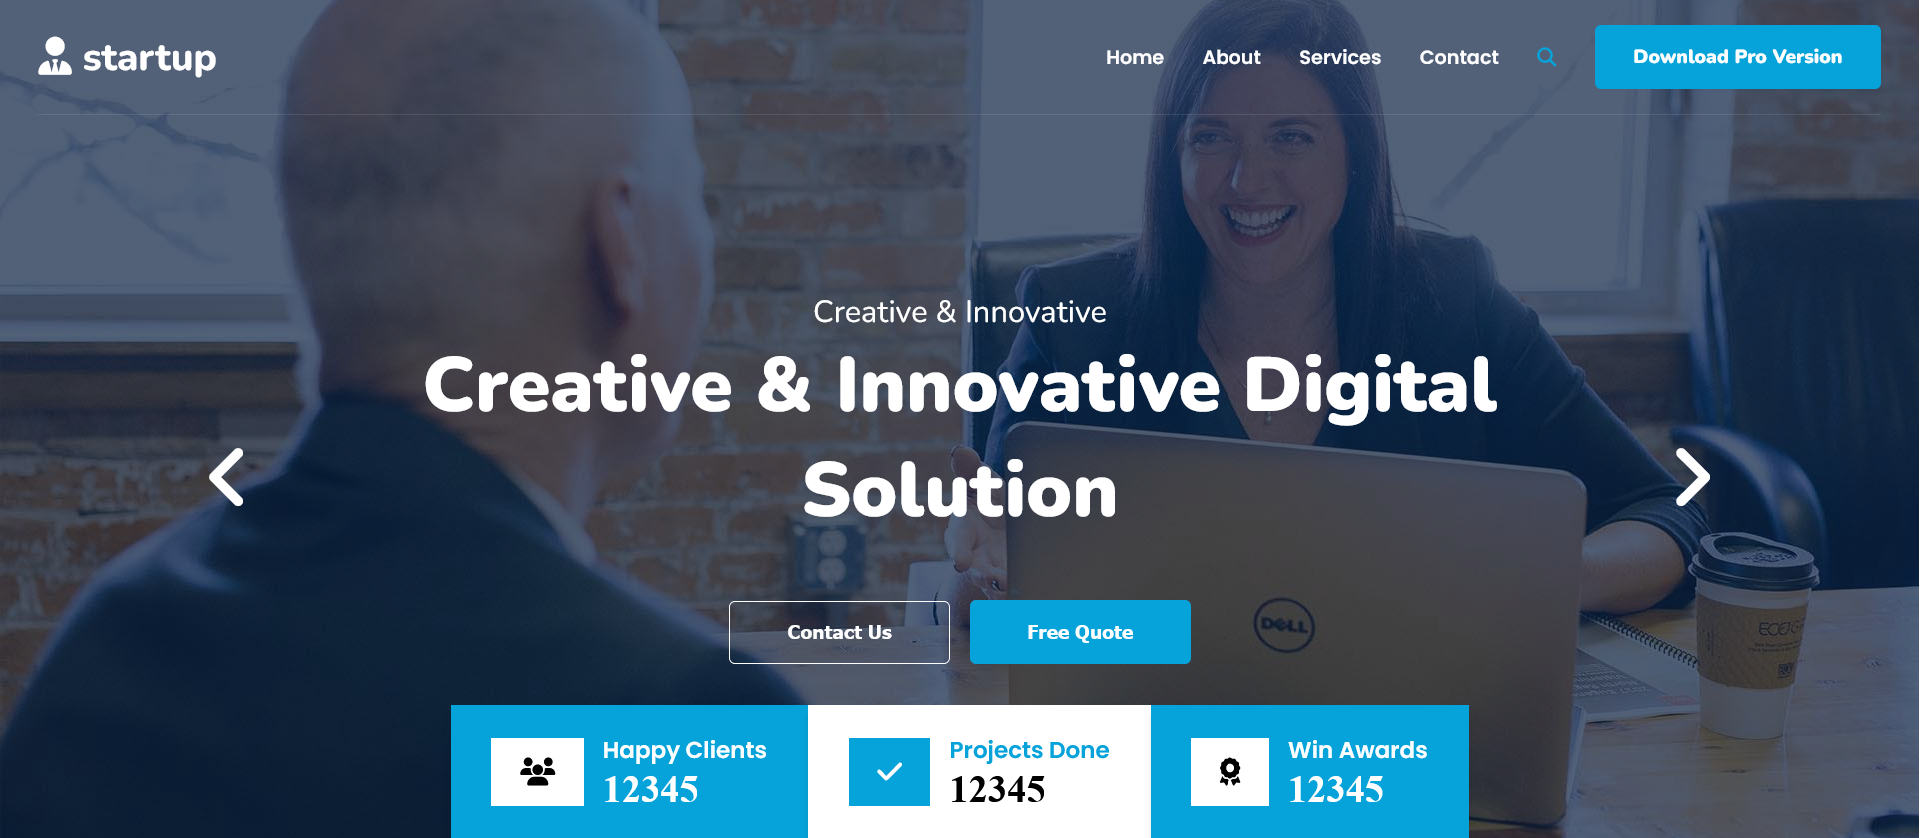 startup
Home About Services Contact Download Pro Version
Creative & Innovative
Creative & Innovative Digital
Solution
Contact Us Free Quote
DELL
Happy Clients Projects Done Win Awards
12345 12345 12345